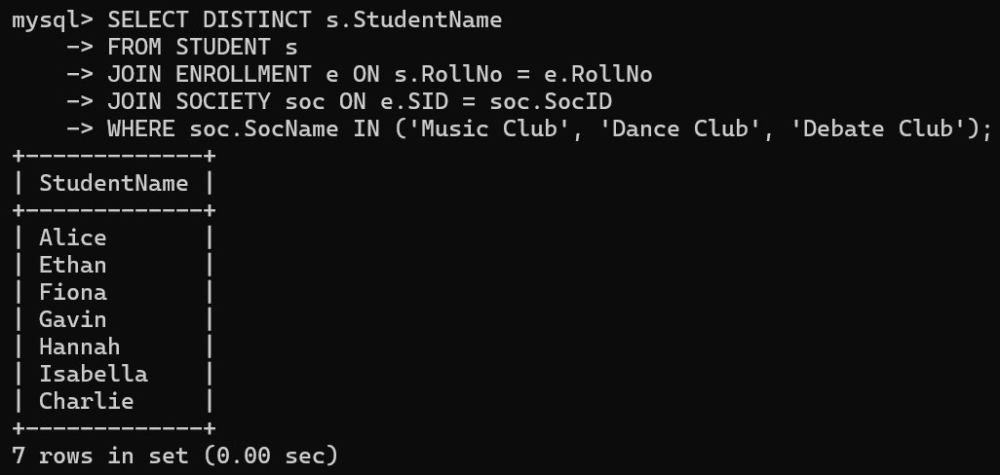 mysql> SELECT DISTINCT s.StudentName
    -> FROM STUDENT s
    -> JOIN ENROLLMENT e ON s.RollNo = e.RollNo
    -> JOIN SOCIETY soc ON e.SID = soc.SocID
    -> WHERE soc.SocName IN ('Music Club', 'Dance Club', 'Debate Club');
+-------------+
| StudentName |
+-------------+
| Alice       |
| Ethan       |
| Fiona       |
| Gavin       |
| Hannah      |
| Isabella    |
| Charlie     |
+-------------+
7 rows in set (0.00 sec)